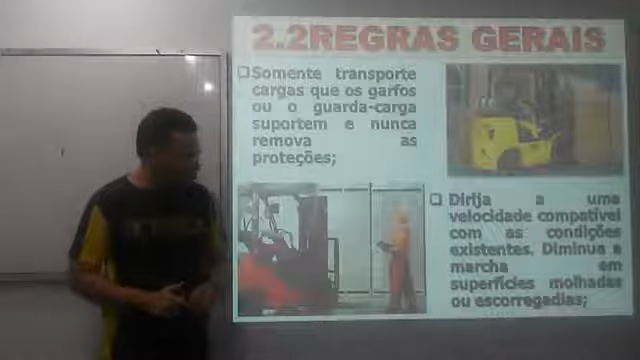 2.2REGRAS GERAIS
❑Somente transporte
cargas que os garfos
ou o guarda-carga
suportem e nunca
remova as
proteções;
❑ Dirija a uma
velocidade compatível
com as condições
existentes. Diminua a
marcha em
superfícies molhadas
ou escorregadias;